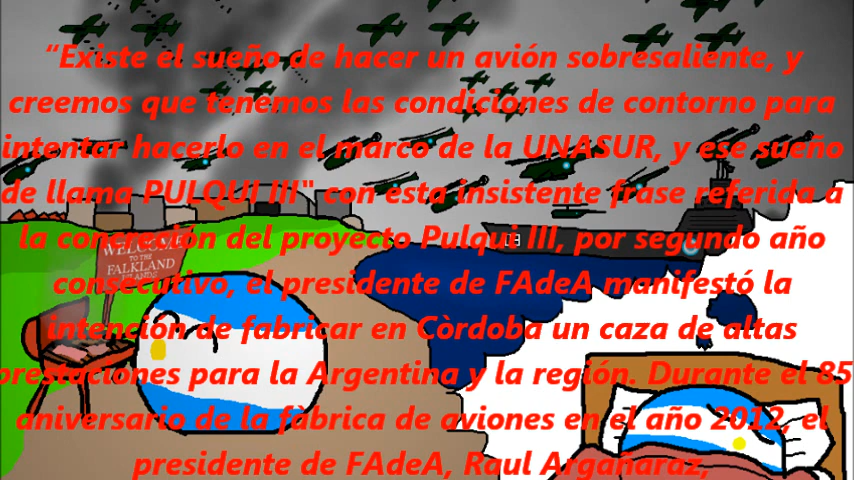 “Existe el sueño de hacer un avión sobresaliente, y
creemos que tenemos las condiciones de contorno para
intentar hacerlo en el marco de la UNASUR, y ese sueño
de llama PULQUI III" con esta insistente frase referida a
la concreción del proyecto Pulqui III, por segundo año
consecutivo, el presidente de FAdeA manifestó la
intención de fabricar en Còrdoba un caza de altas
prestaciones para la Argentina y la región. Durante el 85
aniversario de la fàbrica de aviones en el año 2012, el
presidente de FAdeA, Raul Argañaraz,
WELCOME
TO THE
FALKLAND